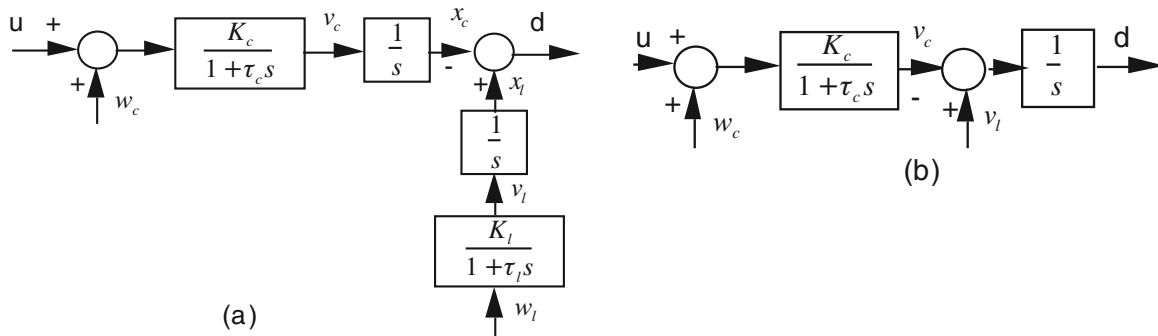 u + K_c / 1 + τ_c s v_c 1 / s x_c - d
+ w_c + x_l
1 / s
v_l
K_l / 1 + τ_l s
w_l
(a)
u + K_c / 1 + τ_c s v_c - 1 / s d
+ w_c + v_l
(b)